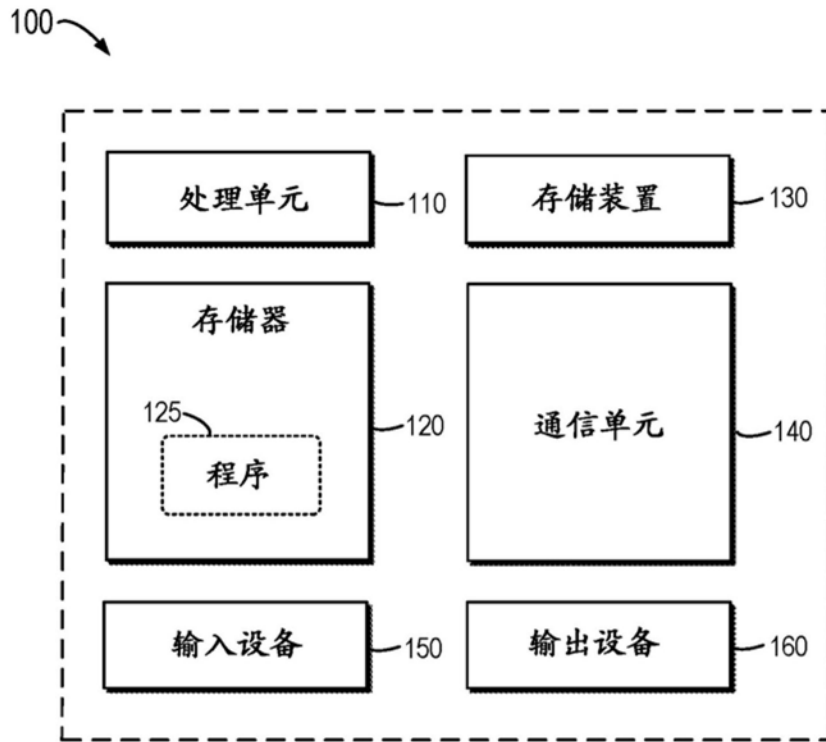 100
处理单元
110
存储装置
130
存储器
125
程序
120
通信单元
140
输入设备
150
输出设备
160